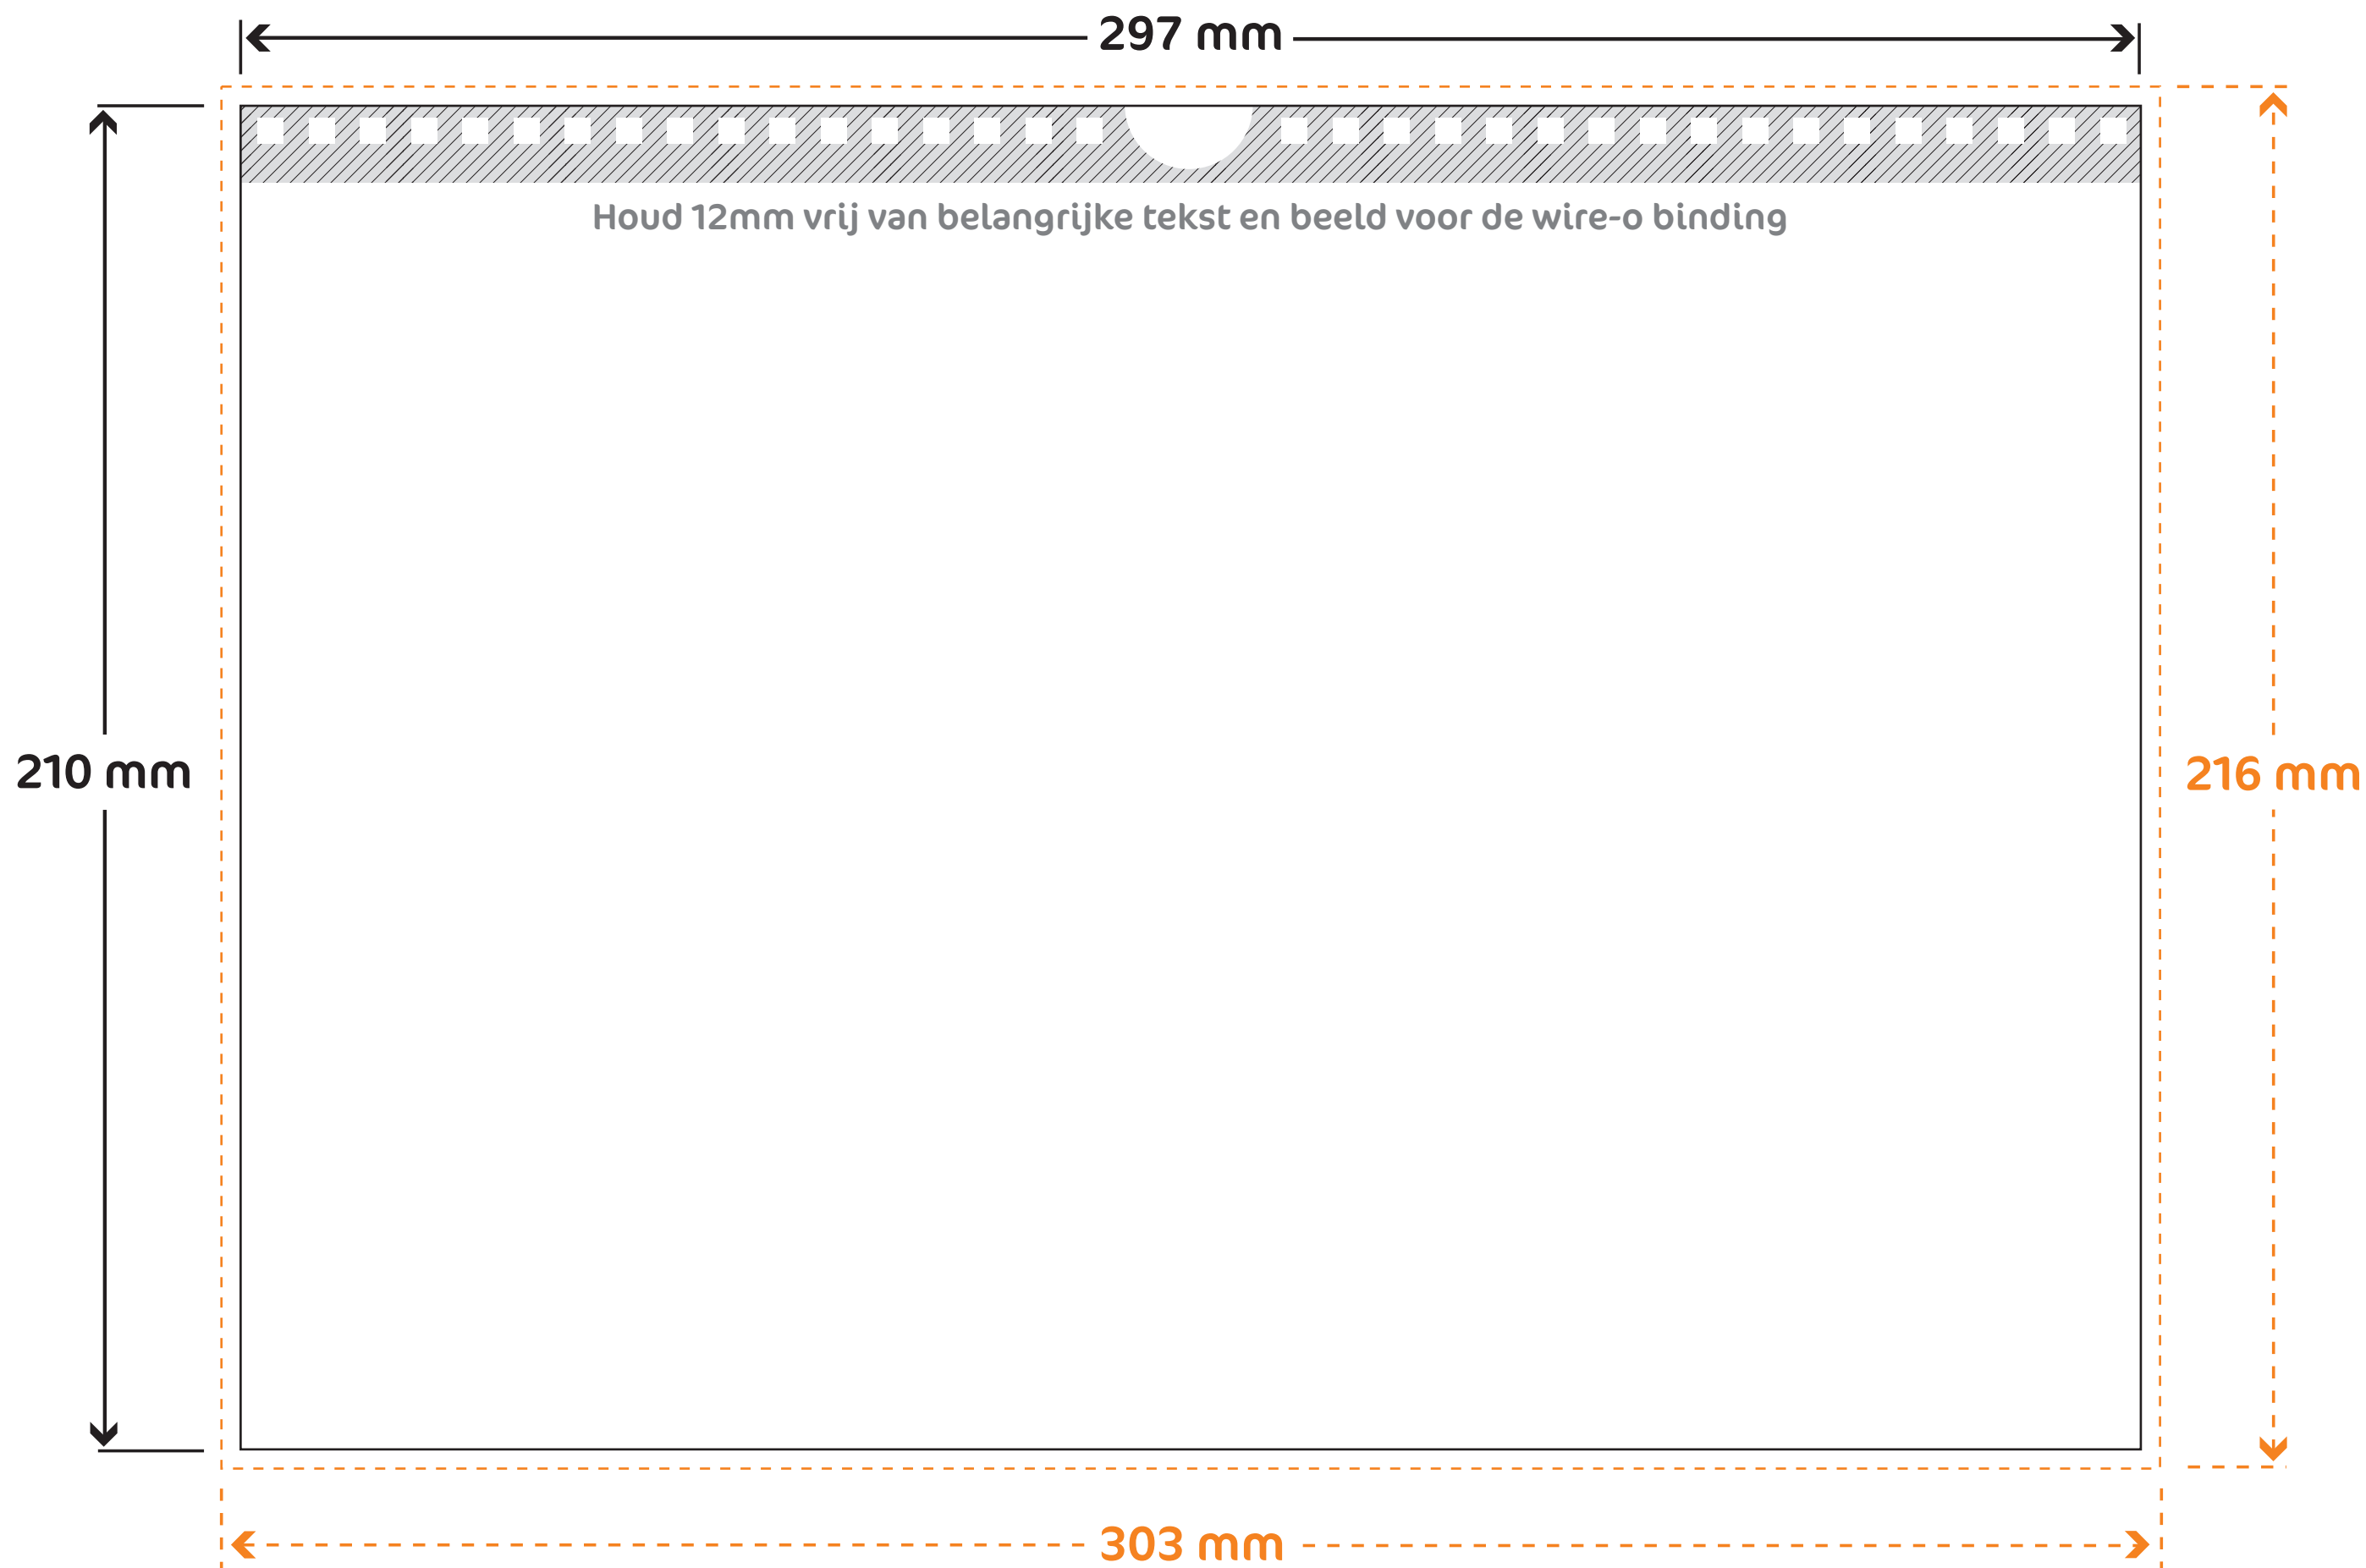 297 mm
Houd 12mm vrij van belangrijke tekst en beeld voor de wire-o binding
210 mm
216 mm
303 mm